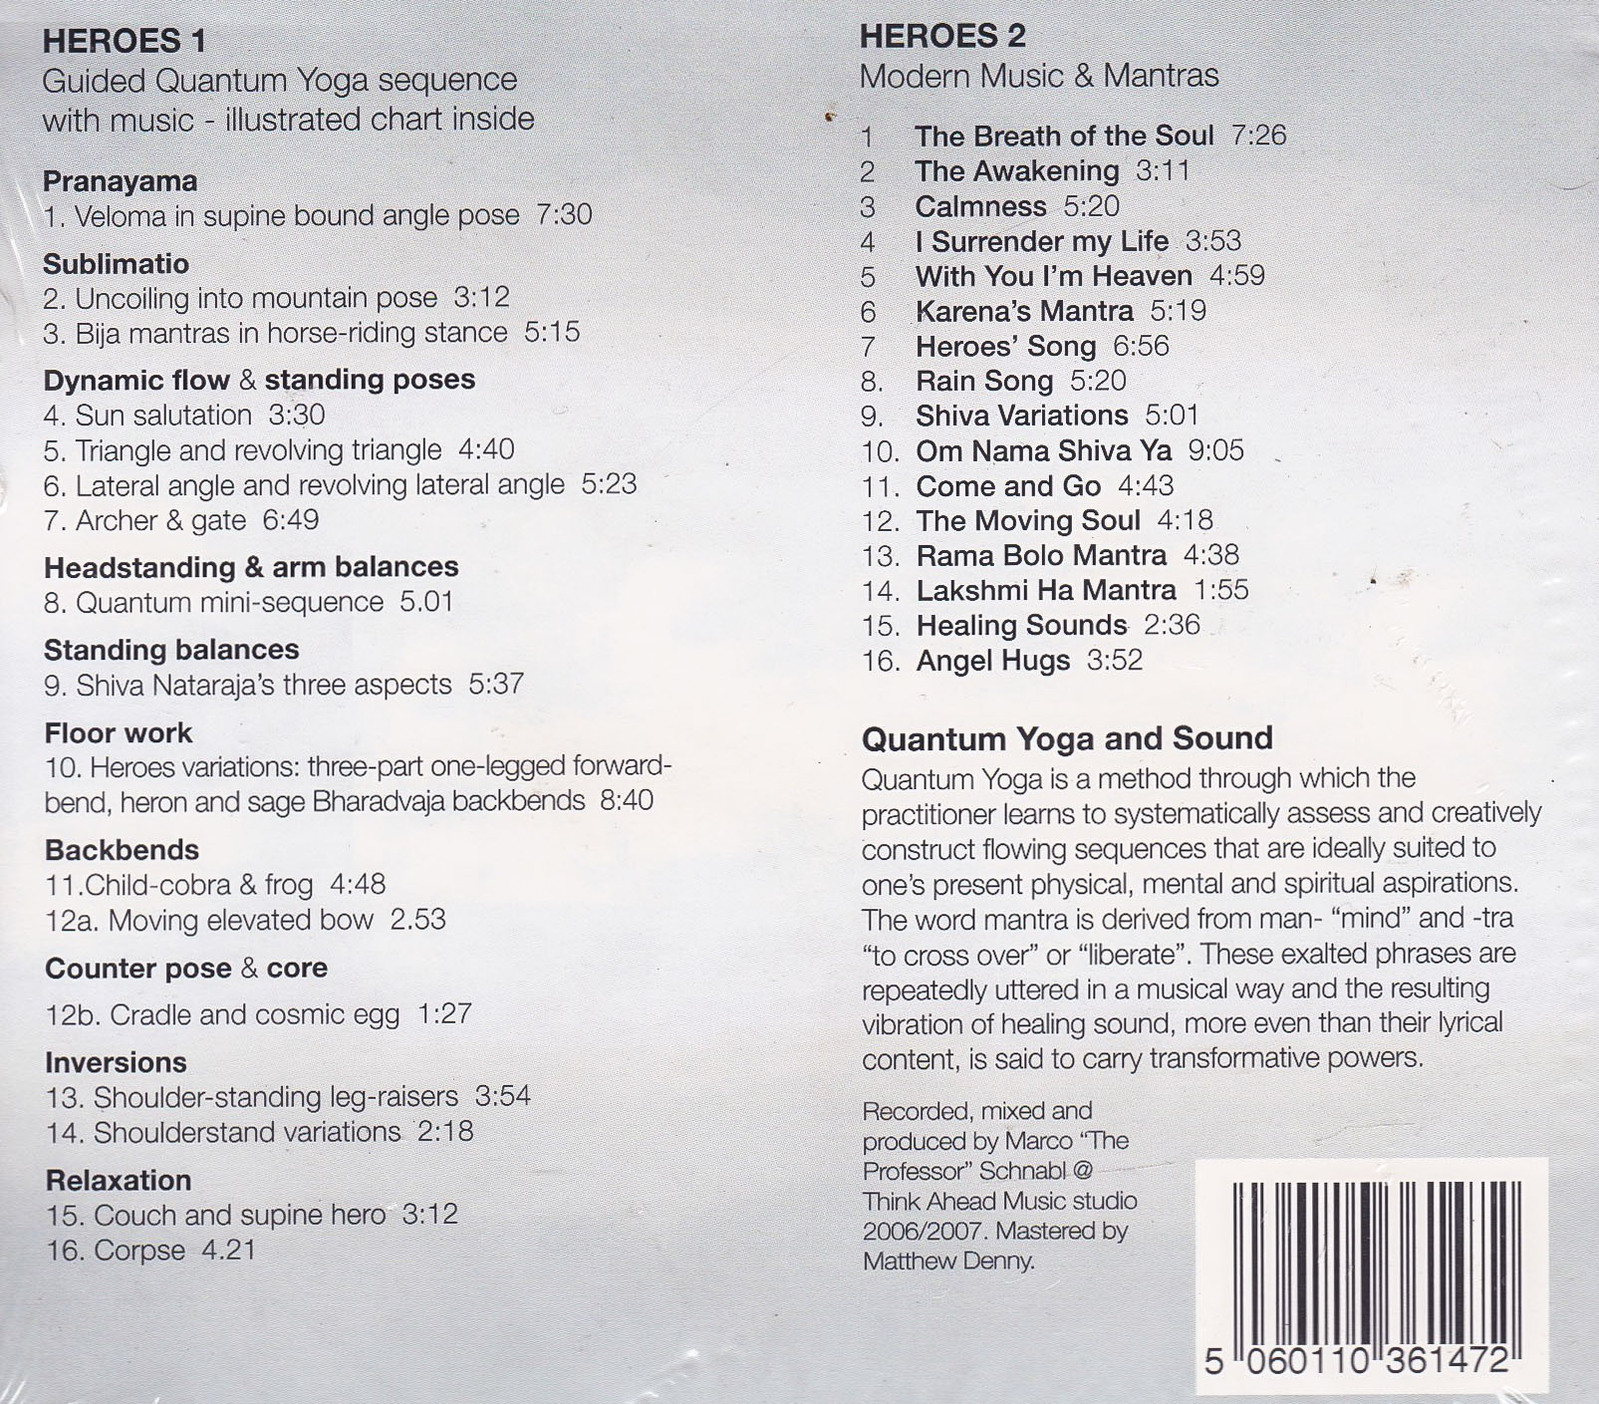 HEROES 1
Guided Quantum Yoga sequence
with music - illustrated chart inside
Pranayama
1. Veloma in supine bound angle pose 7:30
Sublimatio
2. Uncoiling into mountain pose 3:12
3. Bija mantras in horse-riding stance 5:15
Dynamic flow & standing poses
4. Sun salutation 3:30
5. Triangle and revolving triangle 4:40
6. Lateral angle and revolving lateral angle 5:23
7. Archer & gate 6:49
Headstanding & arm balances
8. Quantum mini-sequence 5.01
Standing balances
9. Shiva Nataraja's three aspects 5:37
Floor work
10. Heroes variations: three-part one-legged forward-
bend, heron and sage Bharadvaja backbends 8:40
Backbends
11.Child-cobra & frog 4:48
12a. Moving elevated bow 2.53
Counter pose & core
12b. Cradle and cosmic egg 1:27
Inversions
13. Shoulder-standing leg-raisers 3:54
14. Shoulderstand variations 2:18
Relaxation
15. Couch and supine hero 3:12
16. Corpse 4.21
HEROES 2
Modern Music & Mantras
1 The Breath of the Soul 7:26
2 The Awakening 3:11
3 Calmness 5:20
4 I Surrender my Life 3:53
5 With You I'm Heaven 4:59
6 Karena's Mantra 5:19
7 Heroes' Song 6:56
8. Rain Song 5:20
9. Shiva Variations 5:01
10. Om Nama Shiva Ya 9:05
11. Come and Go 4:43
12. The Moving Soul 4:18
13. Rama Bolo Mantra 4:38
14. Lakshmi Ha Mantra 1:55
15. Healing Sounds 2:36
16. Angel Hugs 3:52
Quantum Yoga and Sound
Quantum Yoga is a method through which the
practitioner learns to systematically assess and creatively
construct flowing sequences that are ideally suited to
one's present physical, mental and spiritual aspirations.
The word mantra is derived from man- “mind” and -tra
“to cross over” or “liberate”. These exalted phrases are
repeatedly uttered in a musical way and the resulting
vibration of healing sound, more even than their lyrical
content, is said to carry transformative powers.
Recorded, mixed and
produced by Marco “The
Professor” Schnabl @
Think Ahead Music studio
2006/2007. Mastered by
Matthew Denny.
5 060110 361472